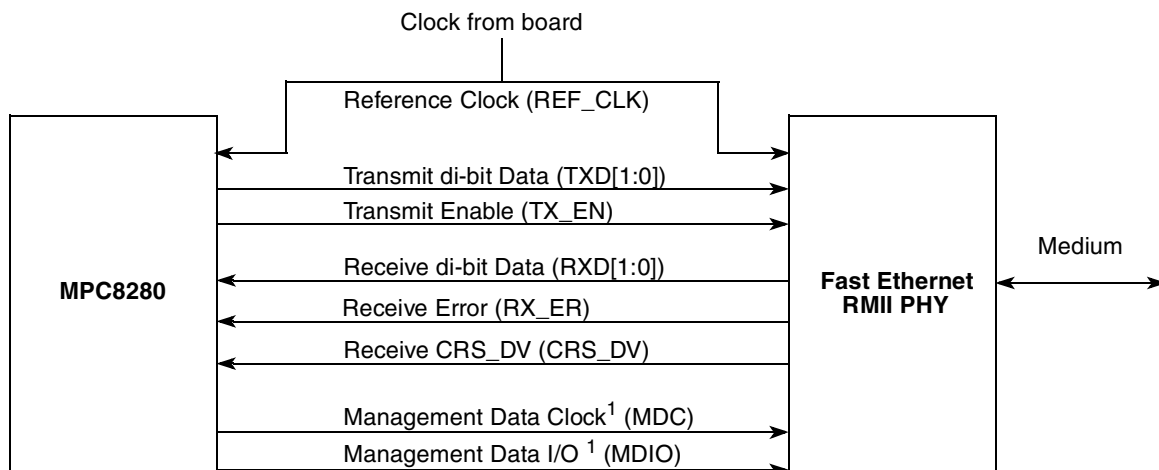 Clock from board
Reference Clock (REF_CLK)
Transmit di-bit Data (TXD[1:0])
Transmit Enable (TX_EN)
Receive di-bit Data (RXD[1:0])
Receive Error (RX_ER)
Receive CRS_DV (CRS_DV)
Management Data Clock¹ (MDC)
Management Data I/O ¹ (MDIO)
MPC8280
Fast Ethernet
RMII PHY
Medium